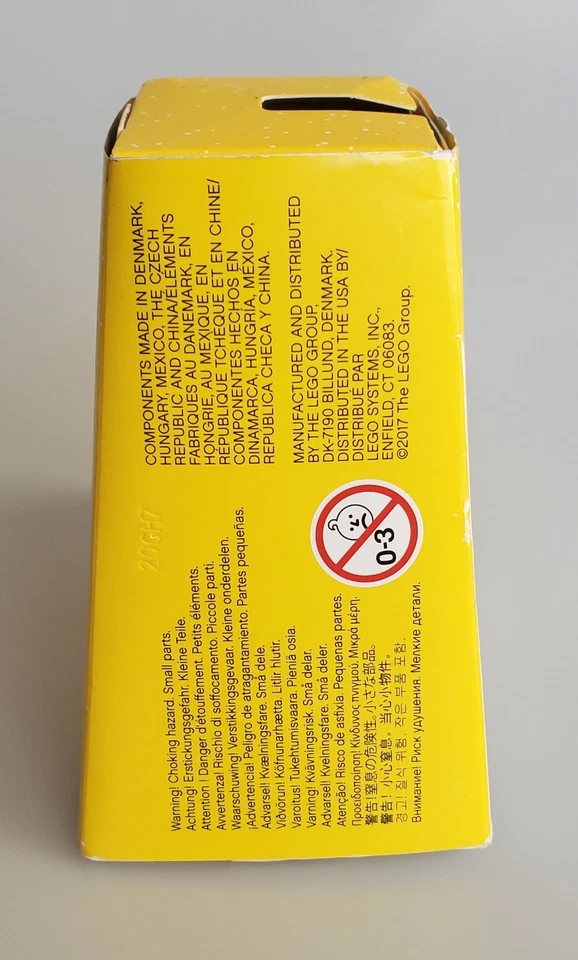 COMPONENTS MADE IN DENMARK,
HUNGARY, MEXICO, THE CZECH
REPUBLIC AND CHINA/ÉLÉMENTS
FABRIQUÉS AU DANEMARK, EN
HONGRIE, AU MEXIQUE, EN
RÉPUBLIQUE TCHÈQUE ET EN CHINE/
COMPONENTES HECHOS EN
DINAMARCA, HUNGRÍA, MÉXICO,
REPÚBLICA CHECA Y CHINA.
MANUFACTURED AND DISTRIBUTED
BY THE LEGO GROUP,
DK-7190 BILLUND, DENMARK.
DISTRIBUTED IN THE USA BY/
DISTRIBUÉ PAR
LEGO SYSTEMS, INC.,
ENFIELD, CT 06083.
©2017 The LEGO Group.
20GH7
Warning! Choking hazard. Small parts.
Achtung! Erstickungsgefahr. Kleine Teile.
Attention ! Danger d'étouffement. Petits éléments.
Avvertenza! Rischio di soffocamento. Piccole parti.
Waarschuwing! Verstikkingsgevaar. Kleine onderdelen.
¡Advertencia! Peligro de atragantamiento. Partes pequeñas.
Advarsel! Kvælningsfare. Små dele.
Viðvörun! Köfnunarhætta. Litlir hlutir.
Varoitus! Tukehtumisvaara. Pieniä osia.
Varning! Kvävningsrisk. Små delar.
Advarsel! Kvelningsfare. Små deler.
Atenção! Risco de asfixia. Pequenas partes.
Προειδοποίηση! Κίνδυνος πνιγμού. Μικρά μέρη.
警告!窒息の危険性。小さな部品。
警告!小心窒息。当心小物件。
경고! 질식 위험. 작은 부품 포함.
Внимание! Риск удушения. Мелкие детали.
0-3